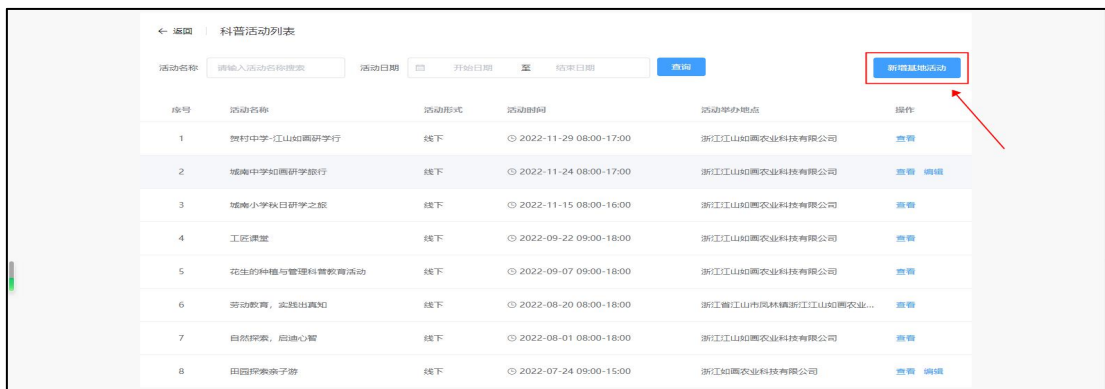 ← 返回 科普活动列表
活动名称 请输入活动名称搜索 活动日期 开始日期 至 结束日期 查询 新增基地活动
序号 活动名称 活动形式 活动时间 活动举办地点 操作
1 贺村中学-江山如画研学行 线下 2022-11-29 08:00-17:00 浙江江山如画农业科技有限公司 查看
2 城南中学如画研学旅行 线下 2022-11-24 08:00-17:00 浙江江山如画农业科技有限公司 查看 编辑
3 城南小学秋日研学之旅 线下 2022-11-15 08:00-16:00 浙江江山如画农业科技有限公司 查看
4 工匠课堂 线下 2022-09-22 09:00-18:00 浙江江山如画农业科技有限公司 查看
5 花生的种植与管理科普教育活动 线下 2022-09-07 09:00-18:00 浙江江山如画农业科技有限公司 查看
6 劳动教育，实践出真知 线下 2022-08-20 08:00-18:00 浙江省江山市凤林镇浙江江山如画农业... 查看
7 自然探索，启迪心智 线下 2022-08-01 08:00-18:00 浙江江山如画农业科技有限公司 查看
8 田园探索亲子游 线下 2022-07-24 09:00-15:00 浙江如画农业科技有限公司 查看 编辑